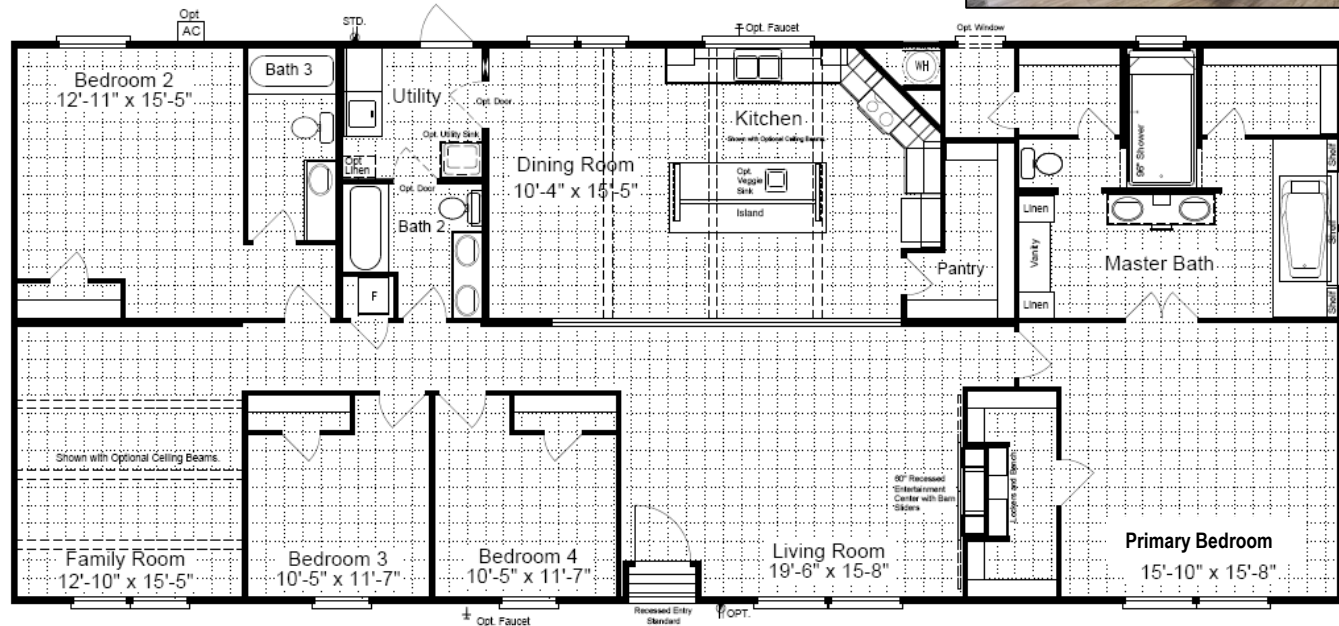 Opt
AC
STD.
Opt. Faucet
Opt. Window
Bedroom 2
12'-11" x 15'-5"
Bath 3
Utility
Opt. Door
Opt. Utility Sink
Opt
Linen
Opt. Door
Bath 2
F
Dining Room
10'-4" x 15'-5"
Kitchen
Shown with Optional Ceiling Beams.
Opt.
Veggie
Sink
Island
WH
Pantry
96" Shower
Linen
Vanity
Linen
Master Bath
Shelf
Shelf
Shelf
Shown with Optional Ceiling Beams.
Family Room
12'-10" x 15'-5"
Bedroom 3
10'-5" x 11'-7"
Bedroom 4
10'-5" x 11'-7"
Opt. Faucet
Recessed Entry
Standard
OPT.
Living Room
19'-6" x 15-8"
60" Recessed
Entertainment
Center with Barn
Sliders
Lockers and Bench
Primary Bedroom
15'-10" x 15'-8"